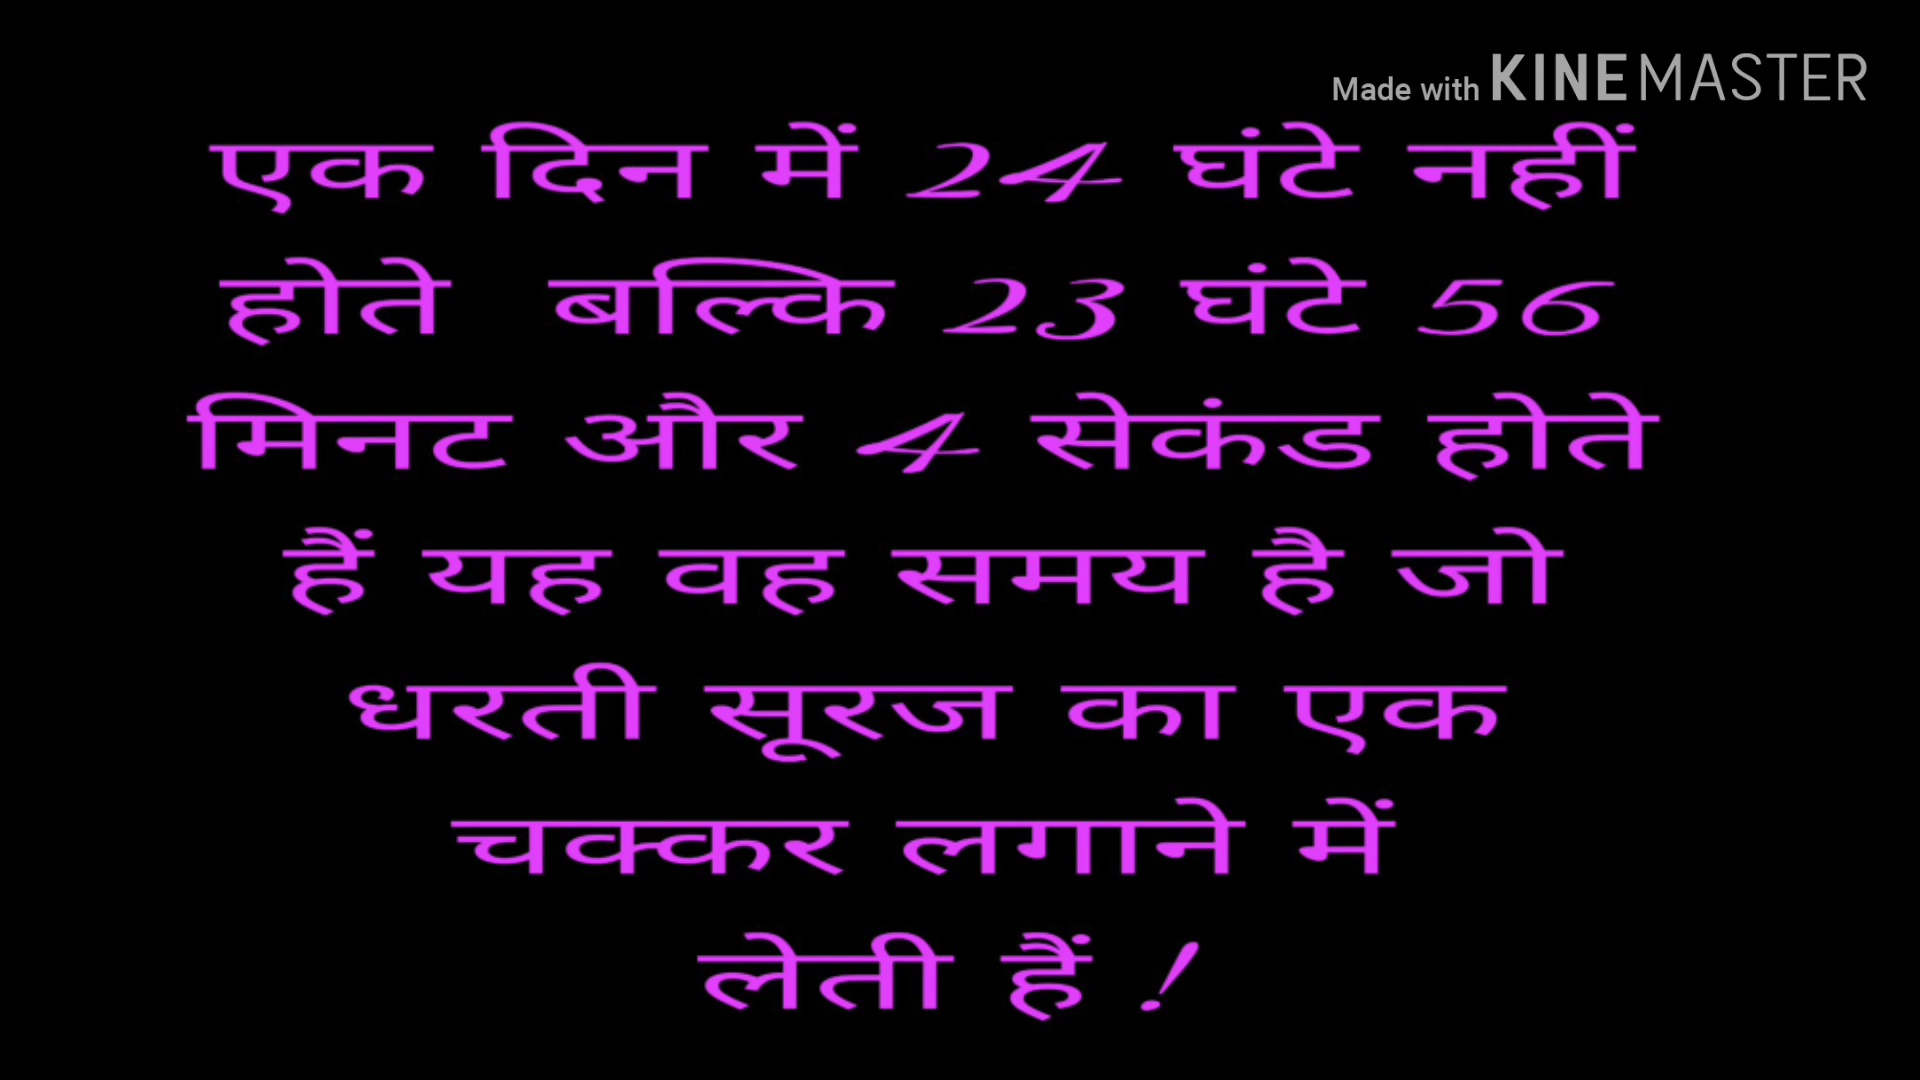 Made with KINEMASTER
एक दिन में 24 घंटे नहीं
होते बल्कि 23 घंटे 56
मिनट और 4 सेकंड होते
हैं यह वह समय है जो
धरती सूरज का एक
चक्कर लगाने में
लेती हैं !